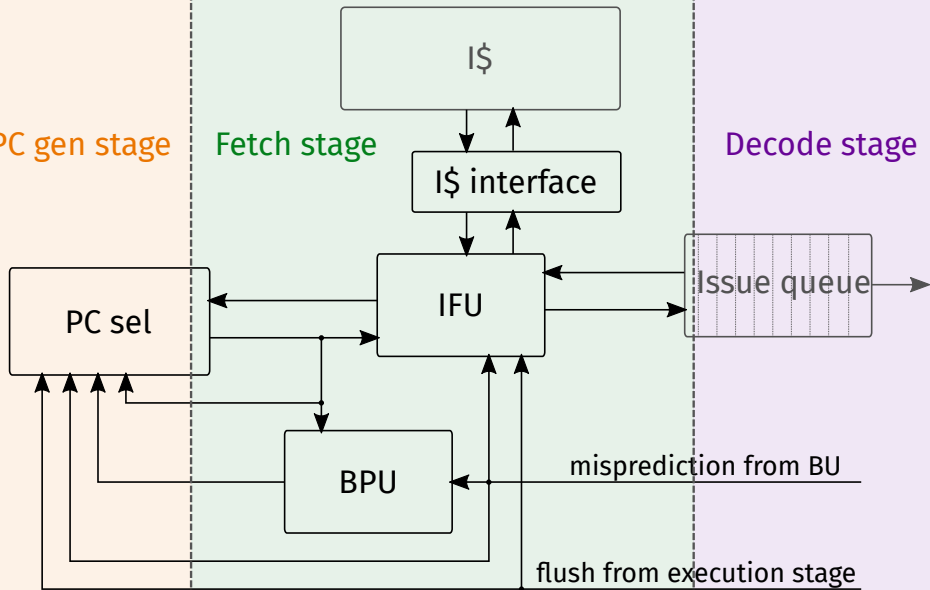 I$
PC gen stage
Fetch stage
Decode stage
I$ interface
Issue queue
IFU
PC sel
misprediction from BU
BPU
flush from execution stage